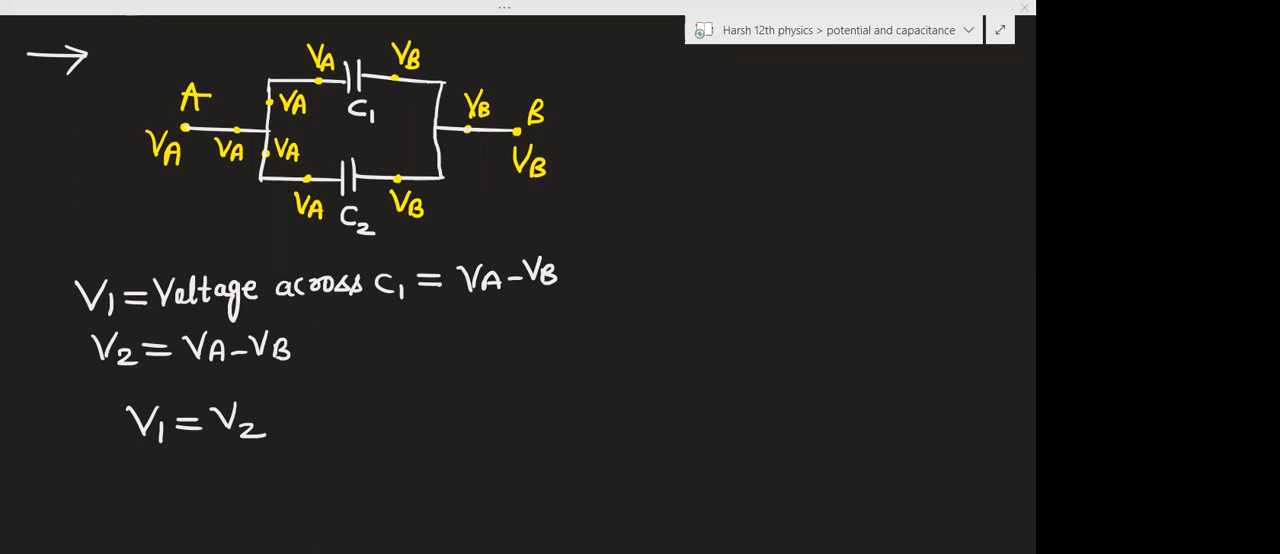 ...
Harsh 12th physics > potential and capacitance
→
VA VB
A VA C1 VB B
VA VA VA VB
VA C2 VB
V1 = Voltage across C1 = VA - VB
V2 = VA - VB
V1 = V2